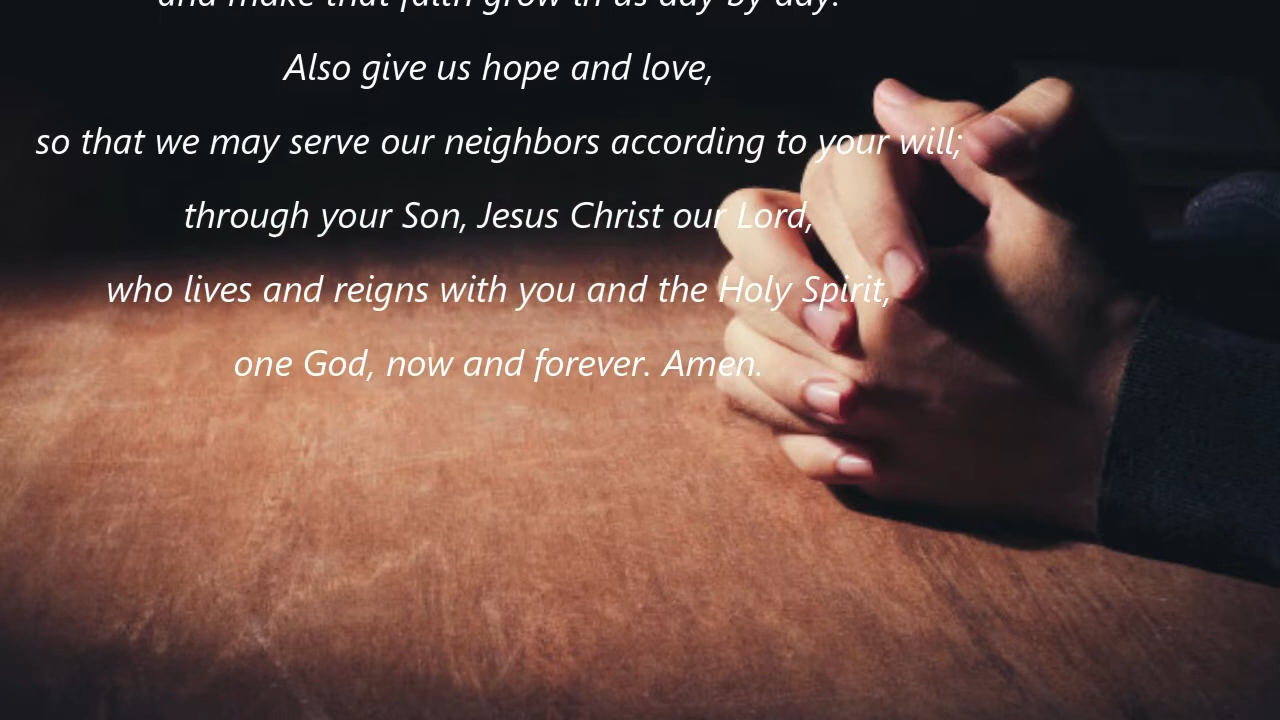 and make that faith grow in us day by day.
Also give us hope and love,
so that we may serve our neighbors according to your will;
through your Son, Jesus Christ our Lord,
who lives and reigns with you and the Holy Spirit,
one God, now and forever. Amen.